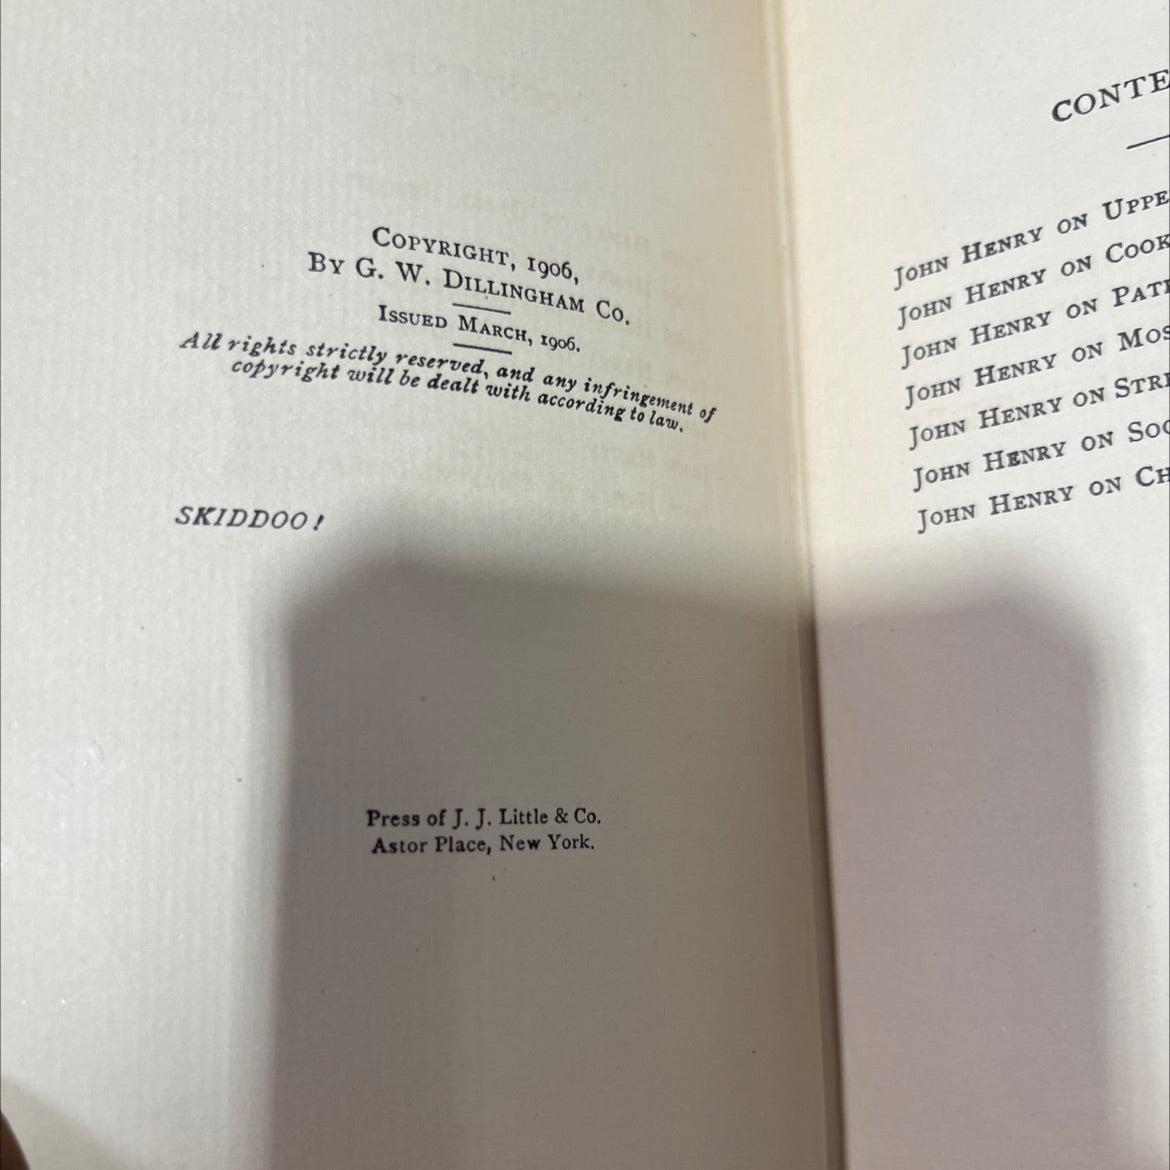 Copyright, 1906,
By G. W. Dillingham Co.
Issued March, 1906.
All rights strictly reserved, and any infringement of
copyright will be dealt with according to law.
SKIDDOO!
Press of J. J. Little & Co.
Astor Place, New York.
CONTE
John Henry on Uppe
John Henry on Cook
John Henry on Pat
John Henry on Mos
John Henry on Stri
John Henry on Soc
John Henry on Ch